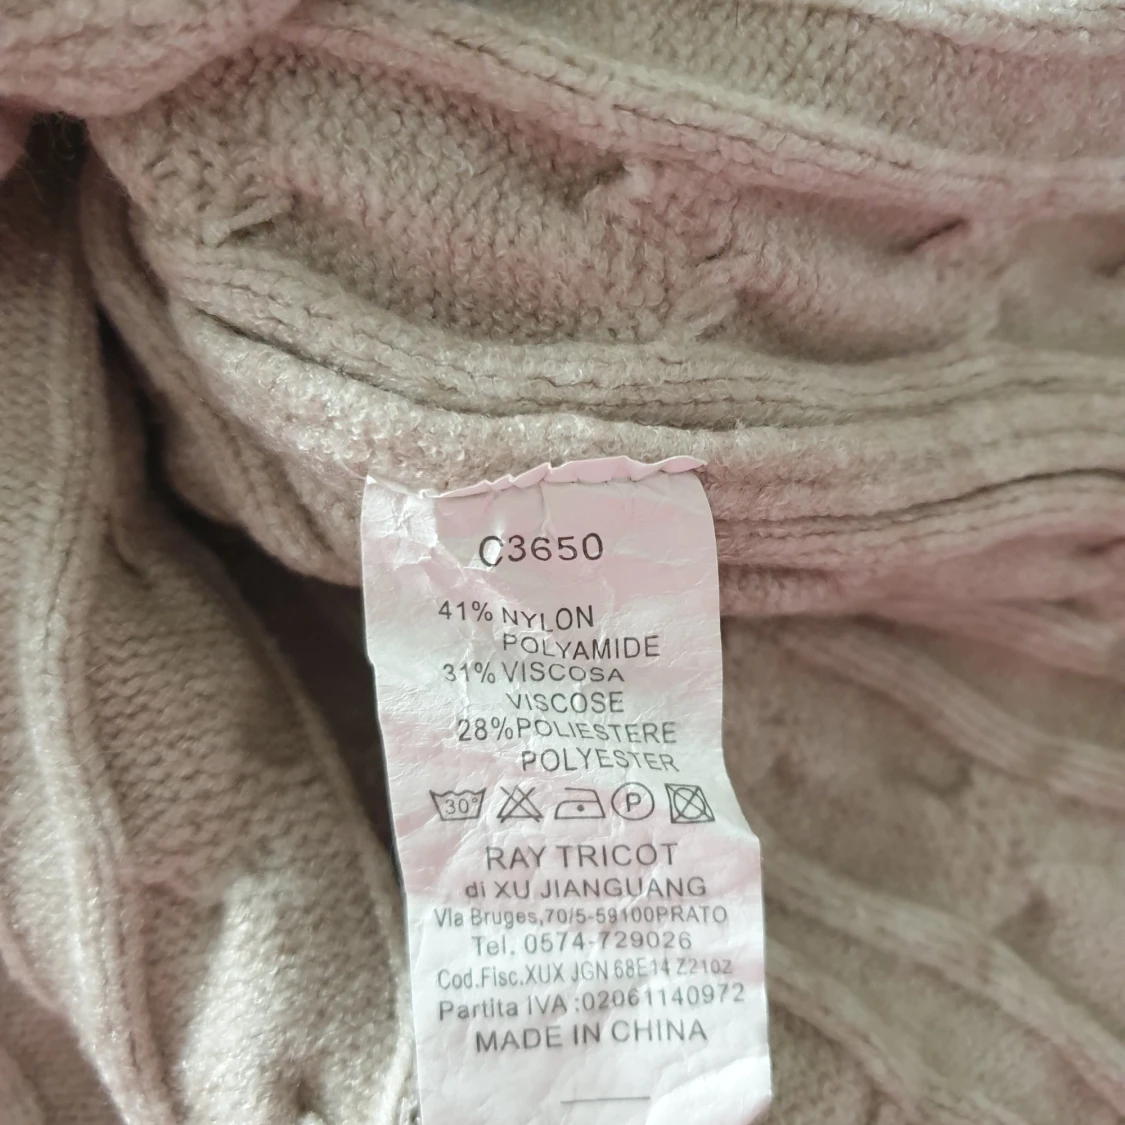 C3650
41% NYLON
POLYAMIDE
31% VISCOSA
VISCOSE
28% POLIESTERE
POLYESTER
30° P
RAY TRICOT
di XU JIANGUANG
Via Bruges,70/5-59100PRATO
Tel. 0574-729026
Cod.Fisc.XUX JGN 68E14 Z210Z
Partita IVA :02061140972
MADE IN CHINA